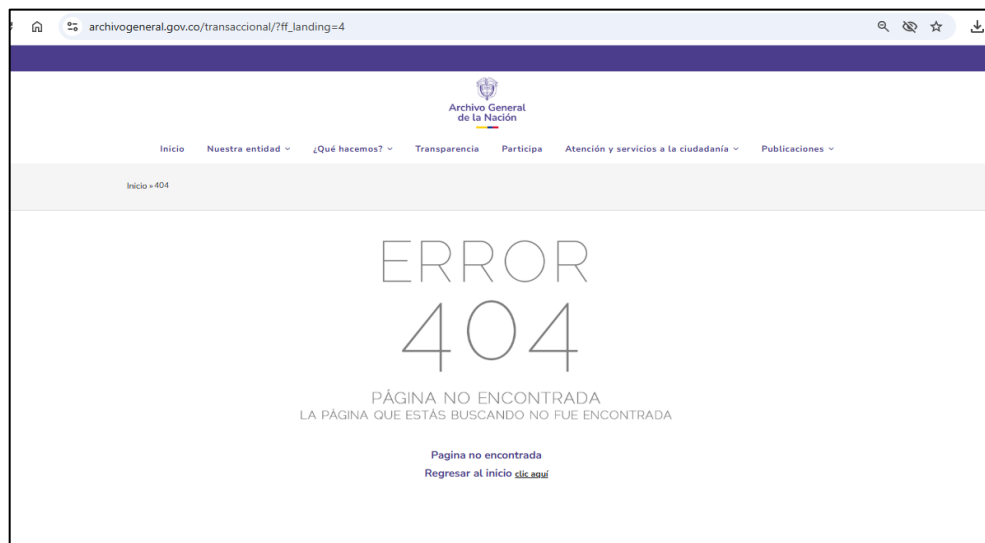 archivogeneral.gov.co/transaccional/?ff_landing=4
Archivo General
de la Nación
Inicio Nuestra entidad ¿Qué hacemos? Transparencia Participa Atención y servicios a la ciudadanía Publicaciones
Inicio » 404
ERROR
404
PÁGINA NO ENCONTRADA
LA PÁGINA QUE ESTÁS BUSCANDO NO FUE ENCONTRADA
Pagina no encontrada
Regresar al inicio clic aquí